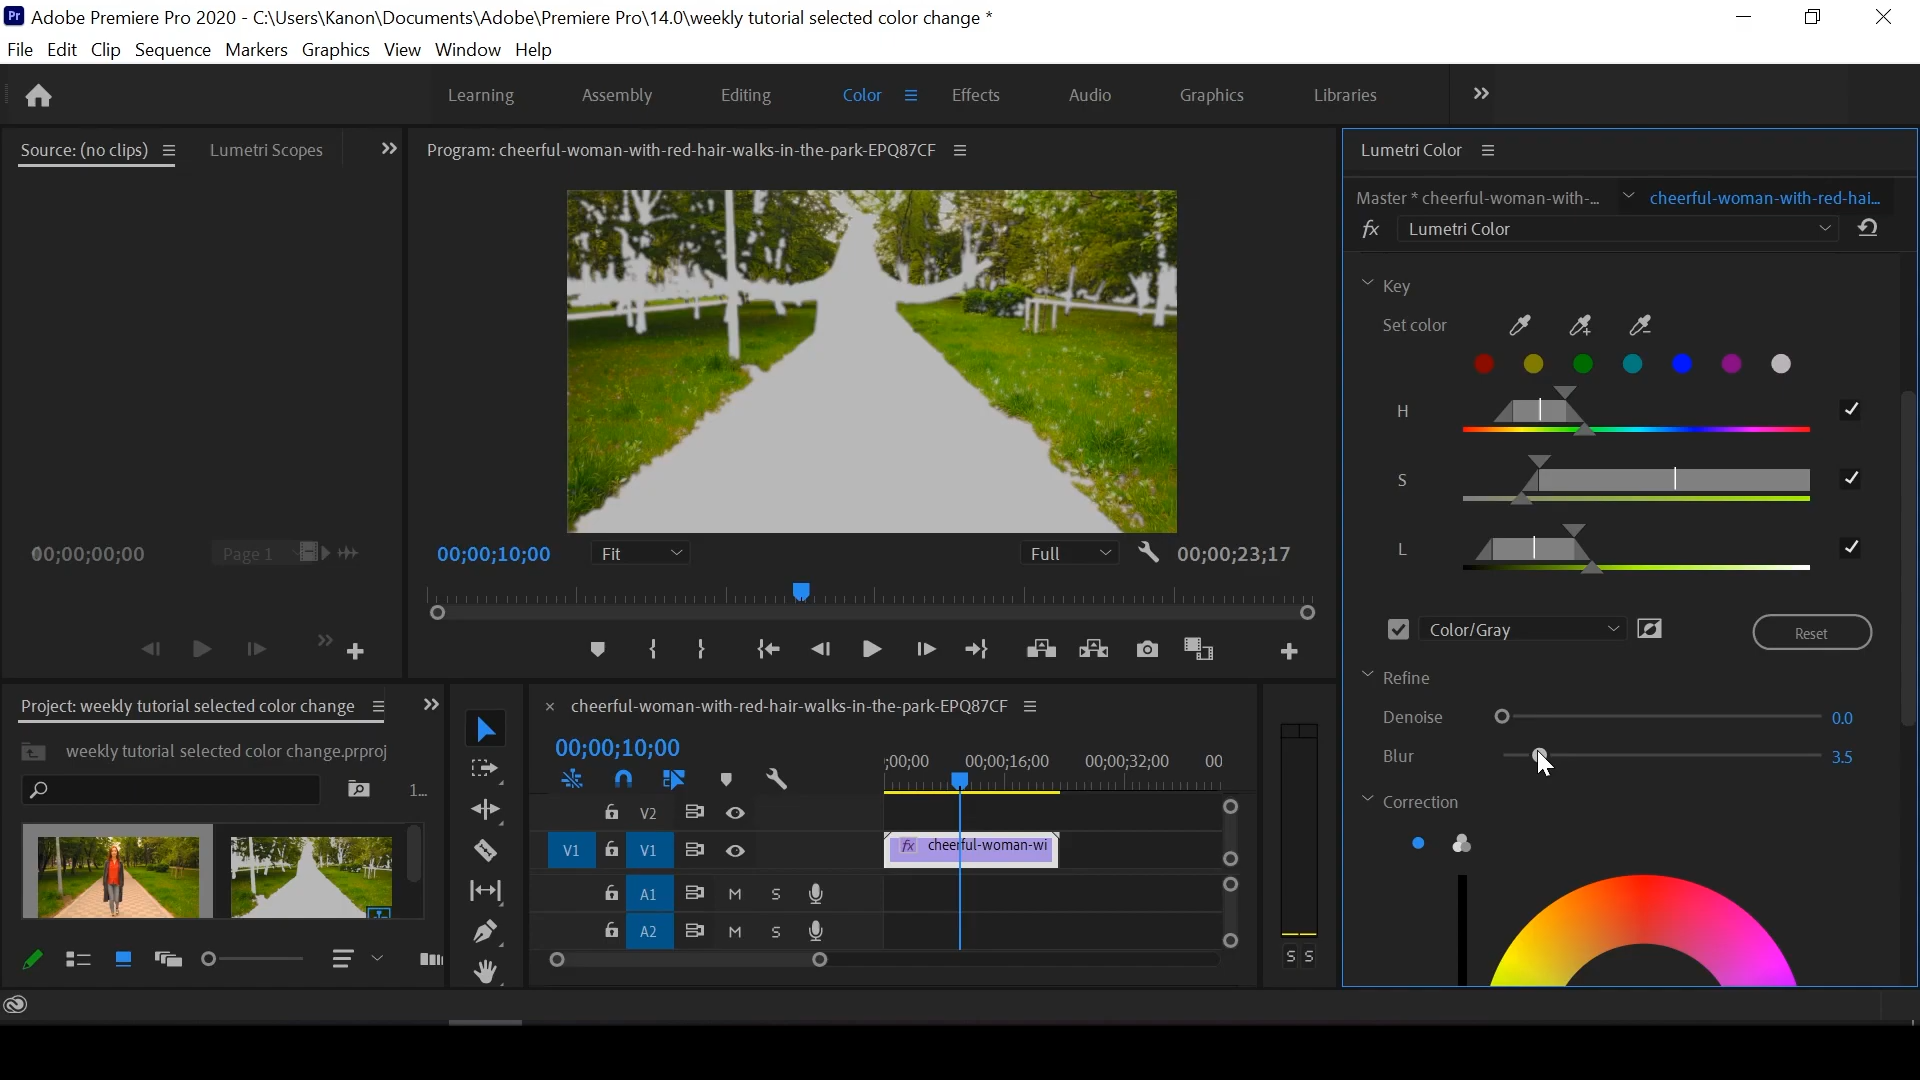 Pr Adobe Premiere Pro 2020 - C:\Users\Kanon\Documents\Adobe\Premiere Pro\14.0\weekly tutorial selected color change *
File Edit Clip Sequence Markers Graphics View Window Help
Learning Assembly Editing Color Effects Audio Graphics Libraries
Source: (no clips) Lumetri Scopes
Program: cheerful-woman-with-red-hair-walks-in-the-park-EPQ87CF
Lumetri Color
Master * cheerful-woman-with-... cheerful-woman-with-red-hai...
fx Lumetri Color
Key
Set color
H
S
L
Color/Gray Reset
Refine
Denoise 0.0
Blur 3.5
Correction
00;00;00;00 Page 1
00;00;10;00 Fit Full 00;00;23;17
Project: weekly tutorial selected color change
weekly tutorial selected color change.prproj
1...
cheerful-woman-with-red-hair-walks-in-the-park-EPQ87CF
00;00;10;00
;00;00 00;00;16;00 00;00;32;00 00
V2
V1 V1 fx cheerful-woman-wi
A1 M S
A2 M S
S S